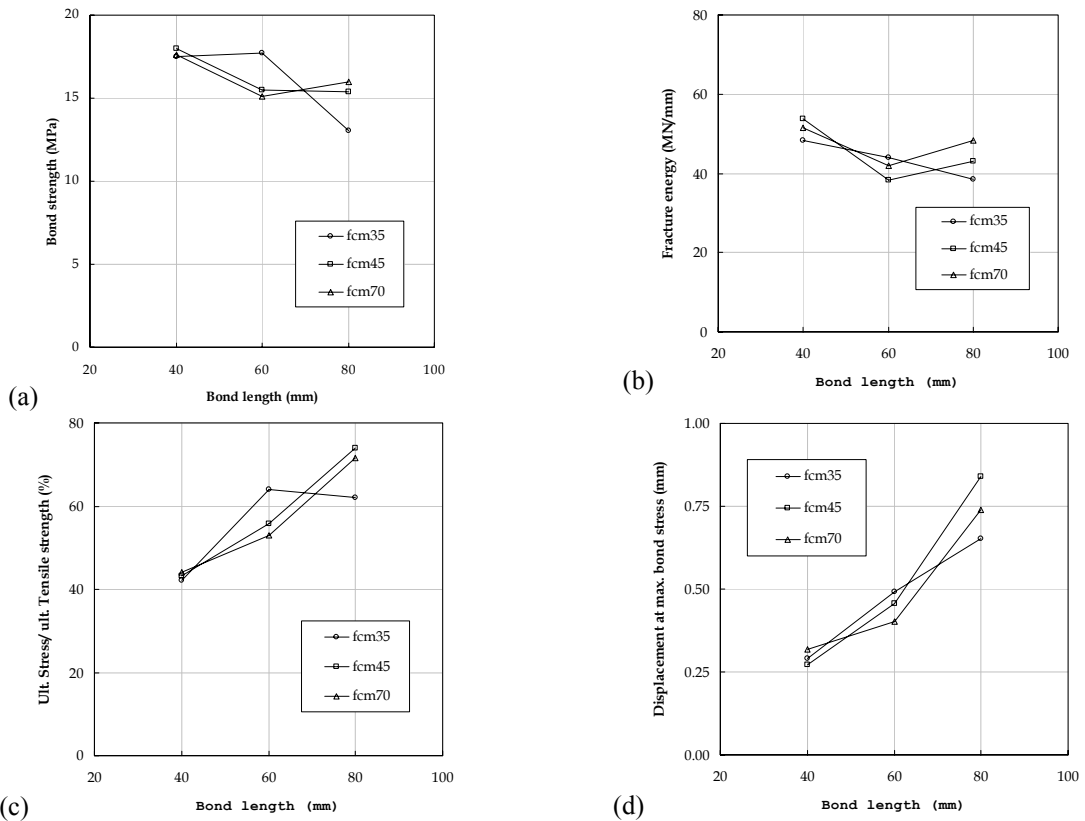 20
15
10
5
0
20 40 60 80 100
Bond strength (MPa)
Bond length (mm)
fcm35
fcm45
fcm70
(a)
80
60
40
20
0
20 40 60 80 100
Fracture energy (MN/mm)
Bond length (mm)
fcm35
fcm45
fcm70
(b)
80
60
40
20
0
20 40 60 80 100
Ult. Stress/ ult. Tensile strength (%)
Bond length (mm)
fcm35
fcm45
fcm70
(c)
1.00
0.75
0.50
0.25
0.00
20 40 60 80 100
Displacement at max. bond stress (mm)
Bond length (mm)
fcm35
fcm45
fcm70
(d)